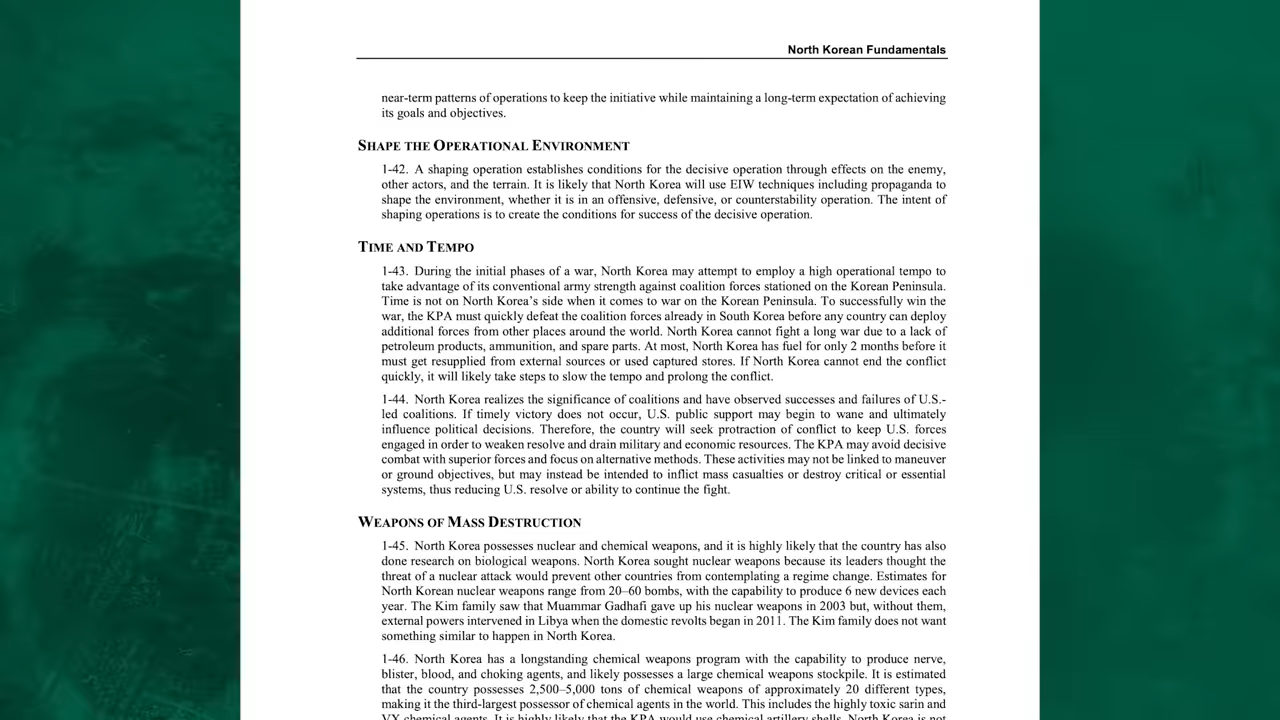 North Korean Fundamentals
near-term patterns of operations to keep the initiative while maintaining a long-term expectation of achieving
its goals and objectives.
SHAPE THE OPERATIONAL ENVIRONMENT
1-42. A shaping operation establishes conditions for the decisive operation through effects on the enemy,
other actors, and the terrain. It is likely that North Korea will use EIW techniques including propaganda to
shape the environment, whether it is in an offensive, defensive, or counterstability operation. The intent of
shaping operations is to create the conditions for success of the decisive operation.
TIME AND TEMPO
1-43. During the initial phases of a war, North Korea may attempt to employ a high operational tempo to
take advantage of its conventional army strength against coalition forces stationed on the Korean Peninsula.
Time is not on North Korea's side when it comes to war on the Korean Peninsula. To successfully win the
war, the KPA must quickly defeat the coalition forces already in South Korea before any country can deploy
additional forces from other places around the world. North Korea cannot fight a long war due to a lack of
petroleum products, ammunition, and spare parts. At most, North Korea has fuel for only 2 months before it
must get resupplied from external sources or used captured stores. If North Korea cannot end the conflict
quickly, it will likely take steps to slow the tempo and prolong the conflict.
1-44. North Korea realizes the significance of coalitions and have observed successes and failures of U.S.-
led coalitions. If timely victory does not occur, U.S. public support may begin to wane and ultimately
influence political decisions. Therefore, the country will seek protraction of conflict to keep U.S. forces
engaged in order to weaken resolve and drain military and economic resources. The KPA may avoid decisive
combat with superior forces and focus on alternative methods. These activities may not be linked to maneuver
or ground objectives, but may instead be intended to inflict mass casualties or destroy critical or essential
systems, thus reducing U.S. resolve or ability to continue the fight.
WEAPONS OF MASS DESTRUCTION
1-45. North Korea possesses nuclear and chemical weapons, and it is highly likely that the country has also
done research on biological weapons. North Korea sought nuclear weapons because its leaders thought the
threat of a nuclear attack would prevent other countries from contemplating a regime change. Estimates for
North Korean nuclear weapons range from 20–60 bombs, with the capability to produce 6 new devices each
year. The Kim family saw that Muammar Gadhafi gave up his nuclear weapons in 2003 but, without them,
external powers intervened in Libya when the domestic revolts began in 2011. The Kim family does not want
something similar to happen in North Korea.
1-46. North Korea has a longstanding chemical weapons program with the capability to produce nerve,
blister, blood, and choking agents, and likely possesses a large chemical weapons stockpile. It is estimated
that the country possesses 2,500–5,000 tons of chemical weapons of approximately 20 different types,
making it the third-largest possessor of chemical agents in the world. This includes the highly toxic sarin and
VX chemical agents. It is highly likely that the KPA would use chemical artillery shells. North Korea is not